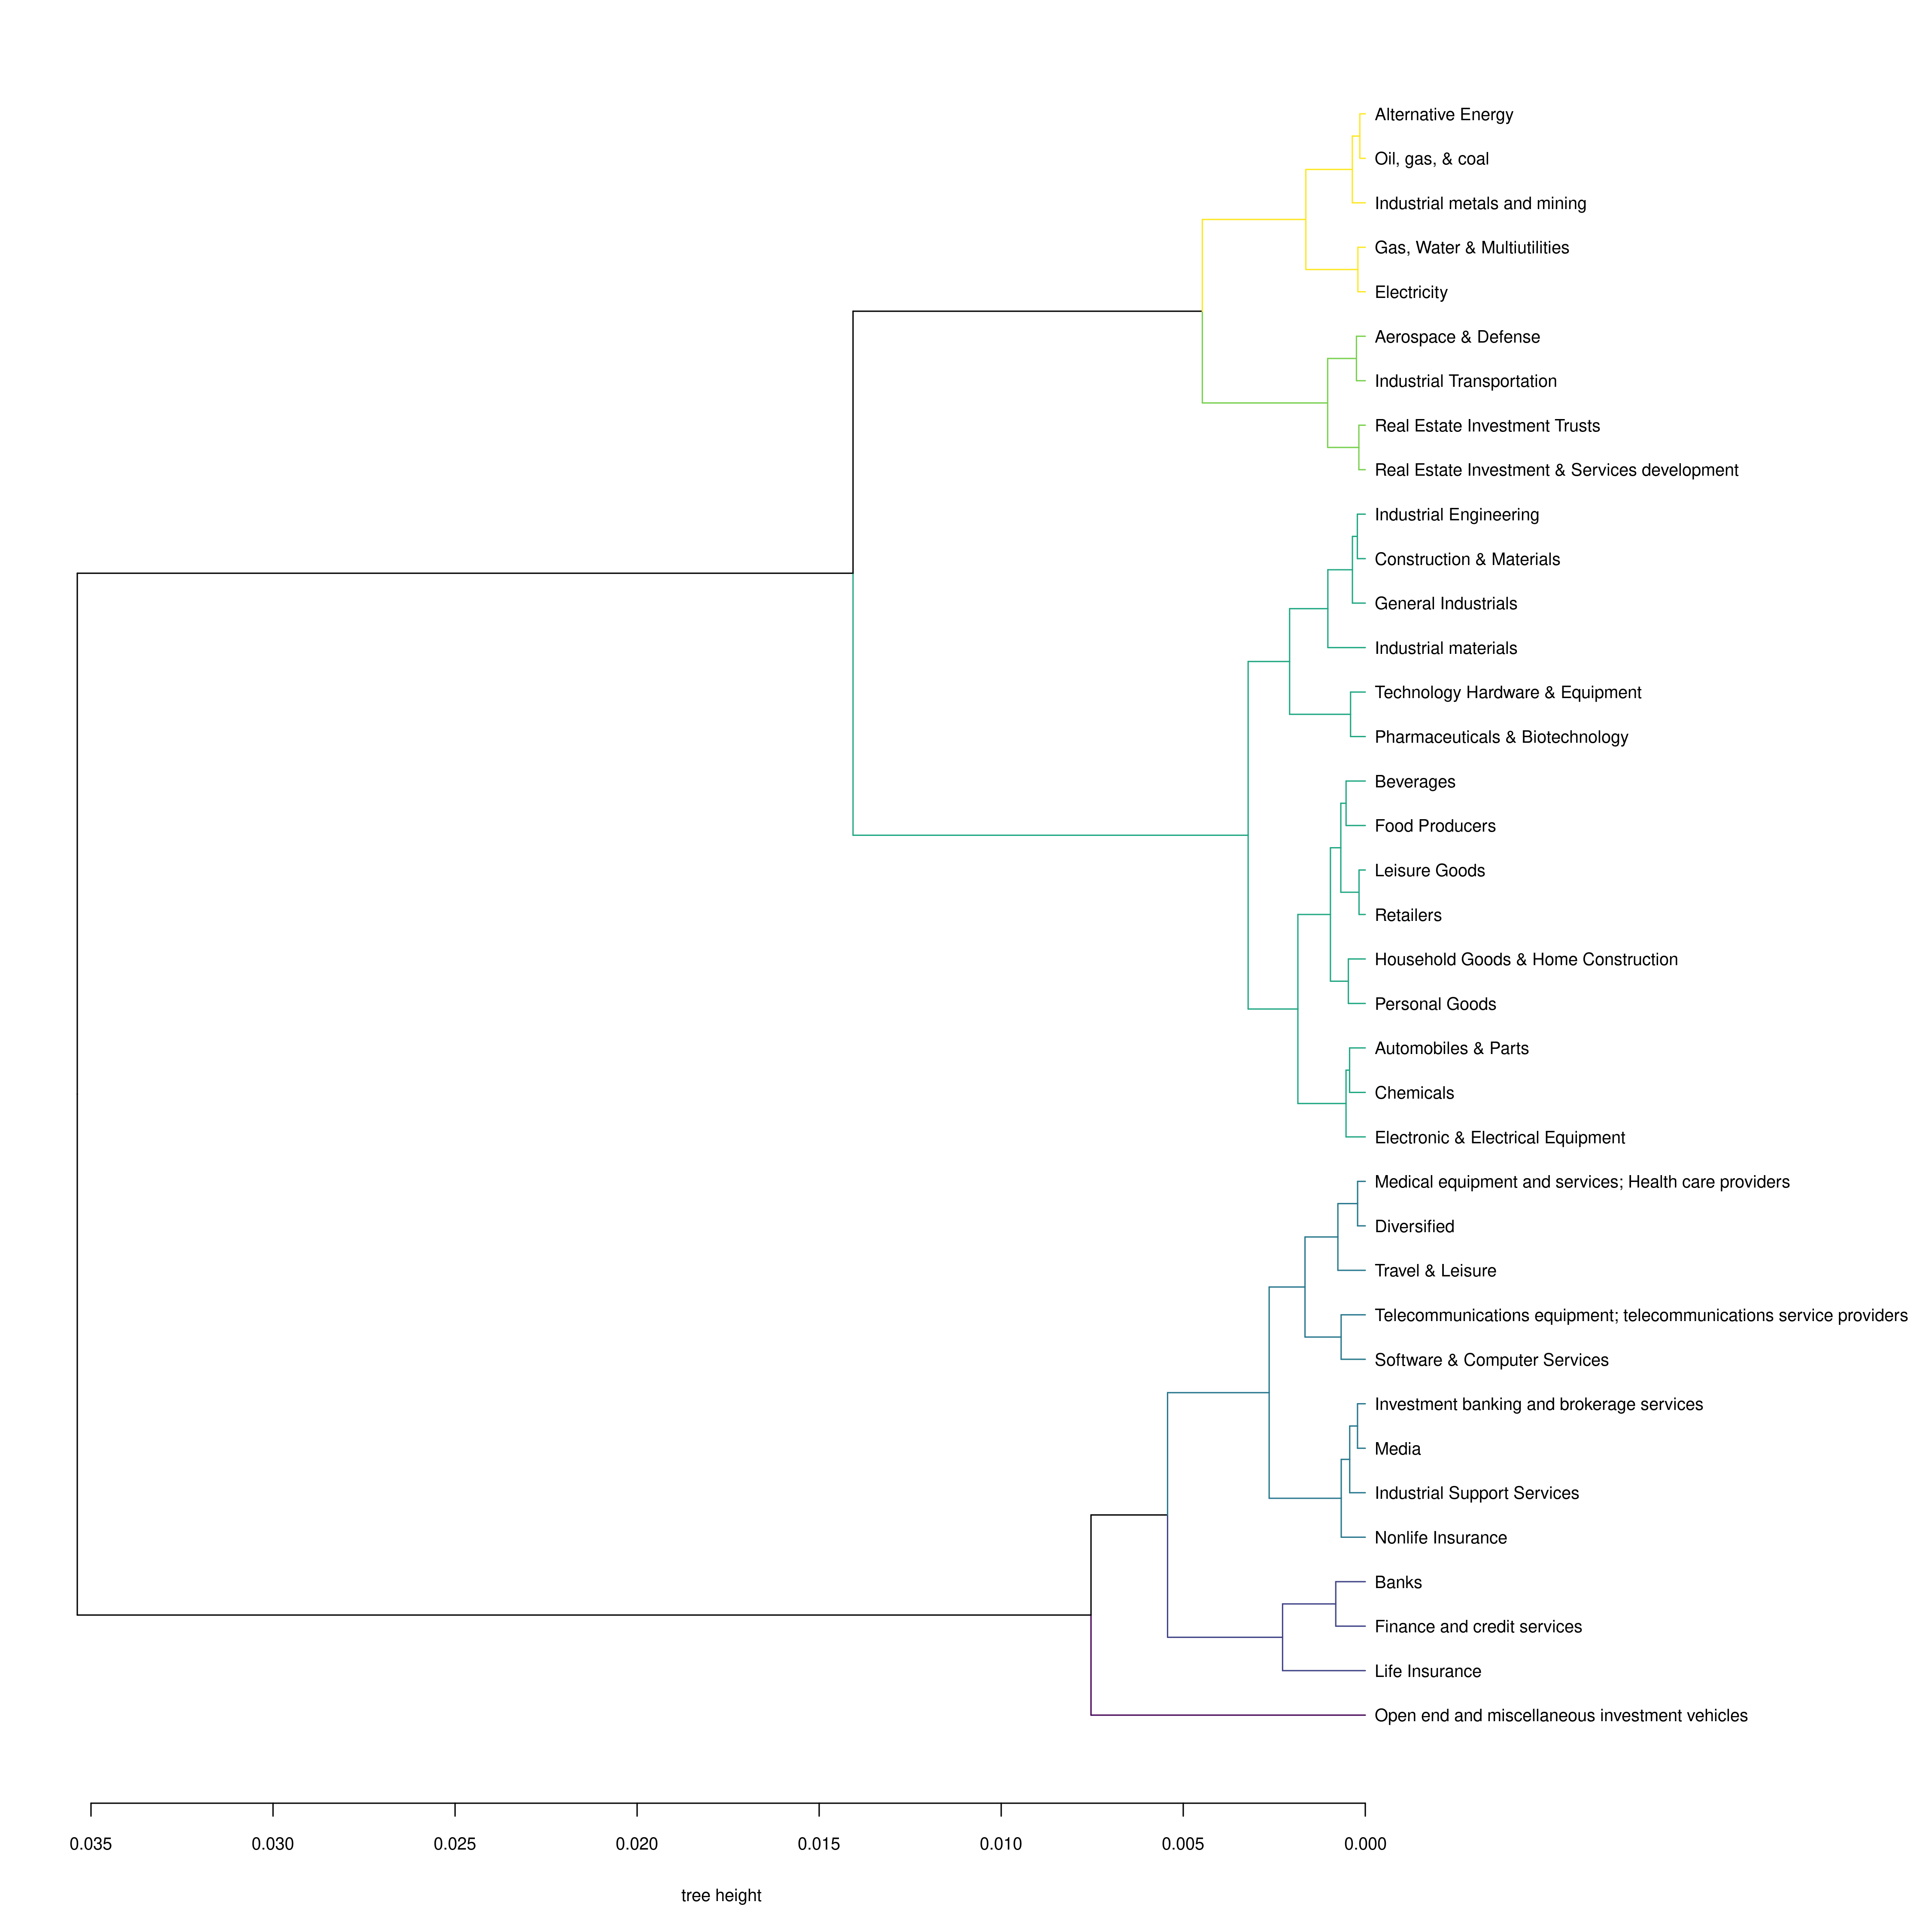 Alternative Energy
Oil, gas, & coal
Industrial metals and mining
Gas, Water & Multiutilities
Electricity
Aerospace & Defense
Industrial Transportation
Real Estate Investment Trusts
Real Estate Investment & Services development
Industrial Engineering
Construction & Materials
General Industrials
Industrial materials
Technology Hardware & Equipment
Pharmaceuticals & Biotechnology
Beverages
Food Producers
Leisure Goods
Retailers
Household Goods & Home Construction
Personal Goods
Automobiles & Parts
Chemicals
Electronic & Electrical Equipment
Medical equipment and services; Health care providers
Diversified
Travel & Leisure
Telecommunications equipment; telecommunications service providers
Software & Computer Services
Investment banking and brokerage services
Media
Industrial Support Services
Nonlife Insurance
Banks
Finance and credit services
Life Insurance
Open end and miscellaneous investment vehicles
0.035 0.030 0.025 0.020 0.015 0.010 0.005 0.000
tree height